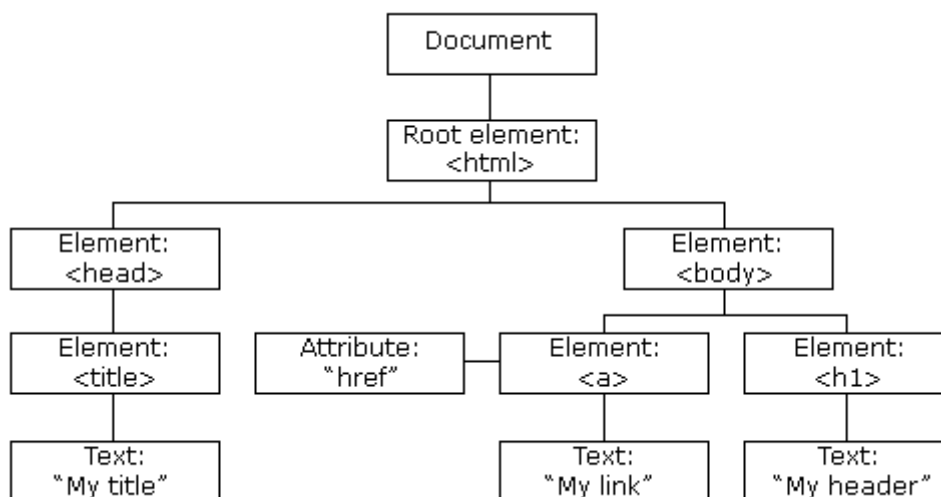 Document
Root element:
<html>
Element:
<head>
Element:
<body>
Element:
<title>
Attribute:
“href”
Element:
<a>
Element:
<h1>
Text:
“My title”
Text:
“My link”
Text:
“My header”